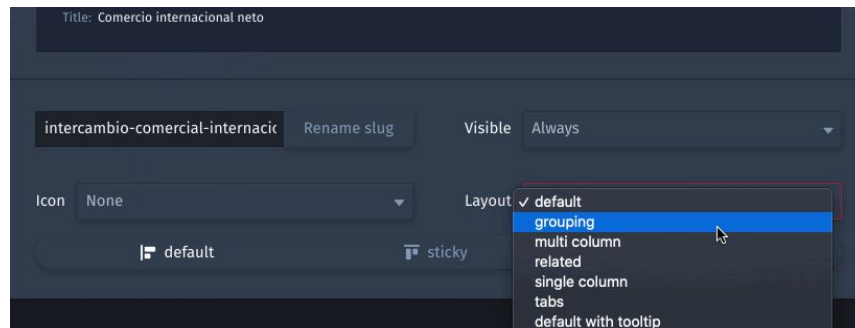 Title: Comercio internacional neto
intercambio-comercial-internacic Rename slug Visible Always
Icon None Layout ✓ default
grouping
multi column
related
single column
tabs
default with tooltip
default sticky